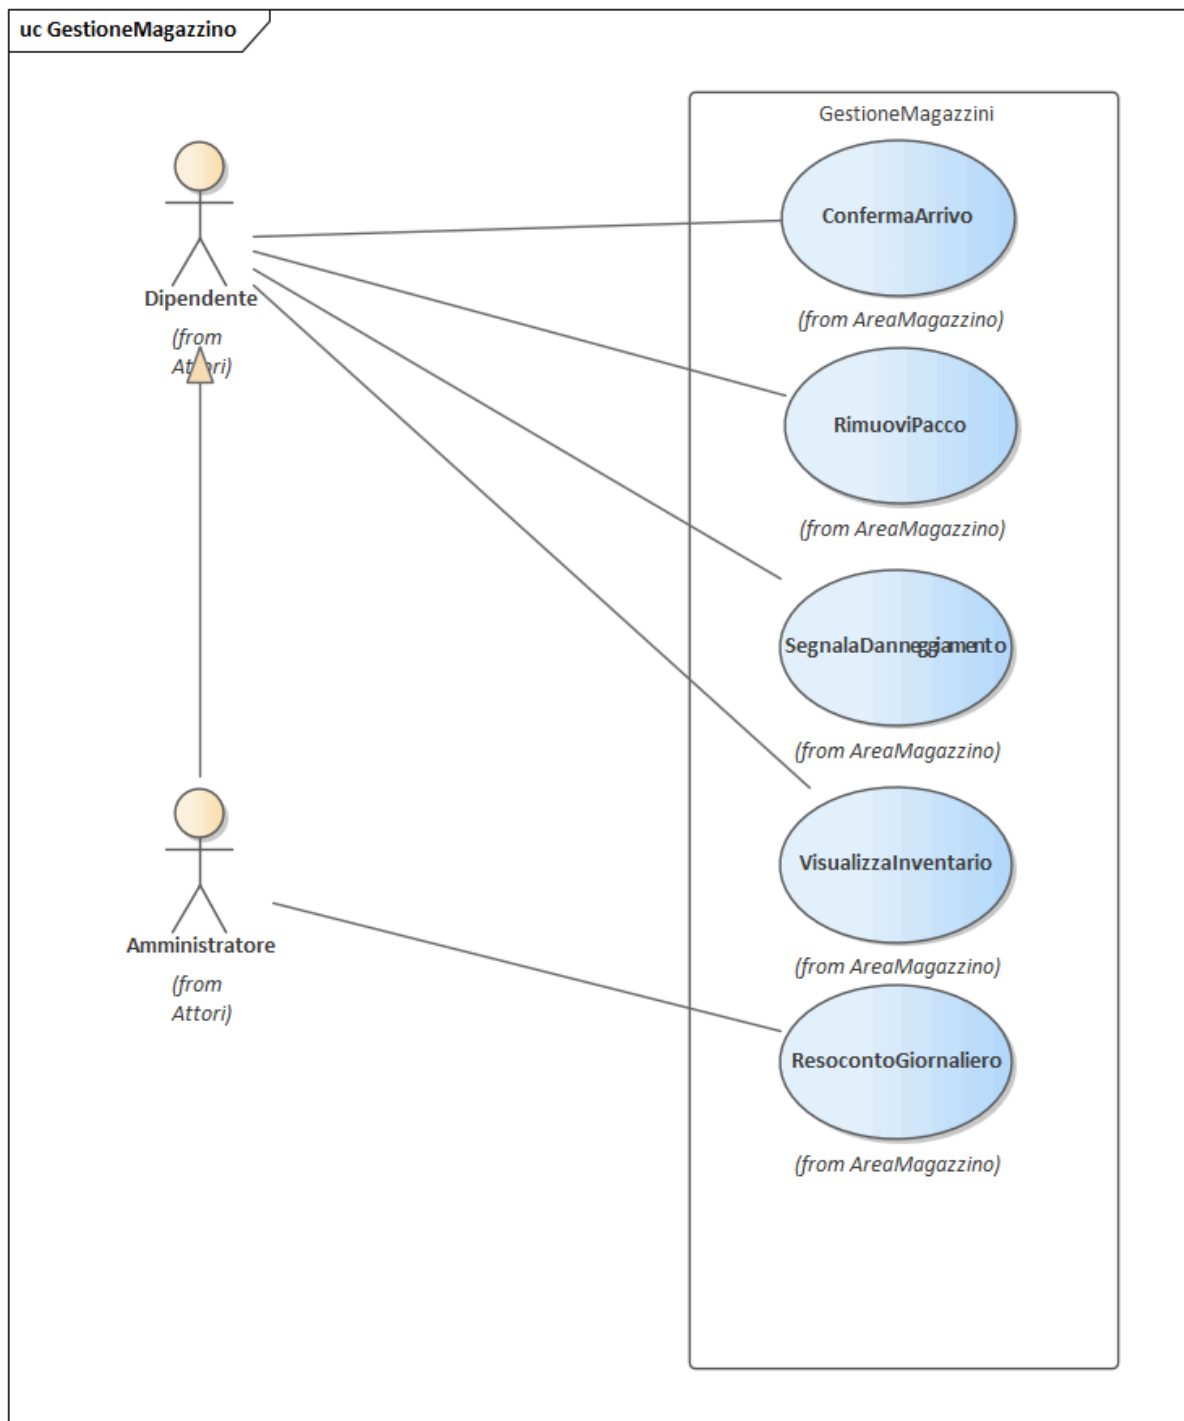 uc GestioneMagazzino
GestioneMagazzini
ConfermaArrivo
(from AreaMagazzino)
Dipendente
(from
Attori)
RimuoviPacco
(from AreaMagazzino)
SegnalaDanneggiamento
(from AreaMagazzino)
VisualizzaInventario
(from AreaMagazzino)
Amministratore
(from
Attori)
ResocontoGiornaliero
(from AreaMagazzino)